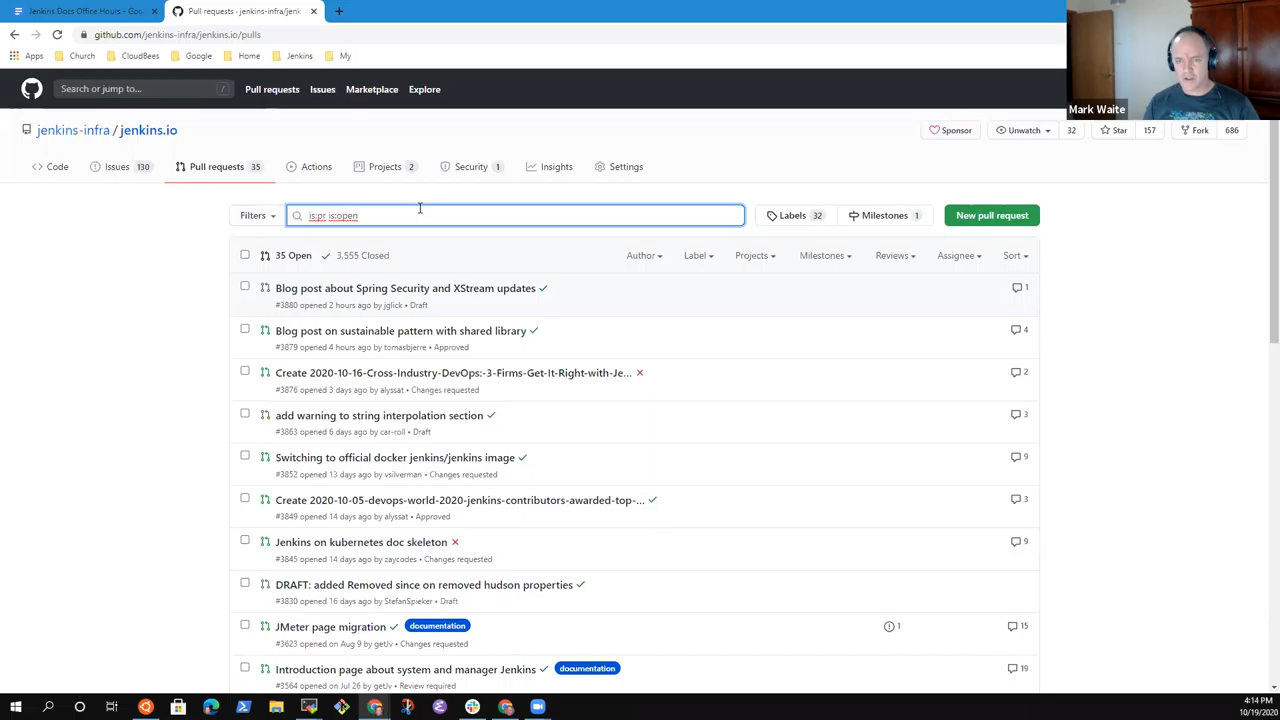 Jenkins Docs Office Hours - Goo
Pull requests · jenkins-infra/jenki
github.com/jenkins-infra/jenkins.io/pulls
Apps
Church
CloudBees
Google
Home
Jenkins
My
Search or jump to...
/
Pull requests
Issues
Marketplace
Explore
Mark Waite
jenkins-infra / jenkins.io
Sponsor
Unwatch
32
Star
157
Fork
686
Code
Issues 130
Pull requests 35
Actions
Projects 2
Security 1
Insights
Settings
Filters
is:pr is:open
Labels 32
Milestones 1
New pull request
35 Open
3,555 Closed
Author
Label
Projects
Milestones
Reviews
Assignee
Sort
Blog post about Spring Security and XStream updates
1
#3880 opened 2 hours ago by jglick • Draft
Blog post on sustainable pattern with shared library
4
#3879 opened 4 hours ago by tomasbjerre • Approved
Create 2020-10-16-Cross-Industry-DevOps:-3-Firms-Get-It-Right-with-Je...
2
#3876 opened 3 days ago by alyssat • Changes requested
add warning to string interpolation section
3
#3863 opened 6 days ago by car-roll • Draft
Switching to official docker jenkins/jenkins image
9
#3852 opened 13 days ago by vsilverman • Changes requested
Create 2020-10-05-devops-world-2020-jenkins-contributors-awarded-top-...
3
#3849 opened 14 days ago by alyssat • Approved
Jenkins on kubernetes doc skeleton
9
#3845 opened 14 days ago by zaycodes • Changes requested
DRAFT: added Removed since on removed hudson properties
#3830 opened 16 days ago by StefanSpieker • Draft
JMeter page migration
documentation
1
15
#3623 opened on Aug 9 by getJv • Changes requested
Introduction page about system and manager Jenkins
documentation
19
#3564 opened on Jul 26 by getJv • Review required
4:14 PM
10/19/2020